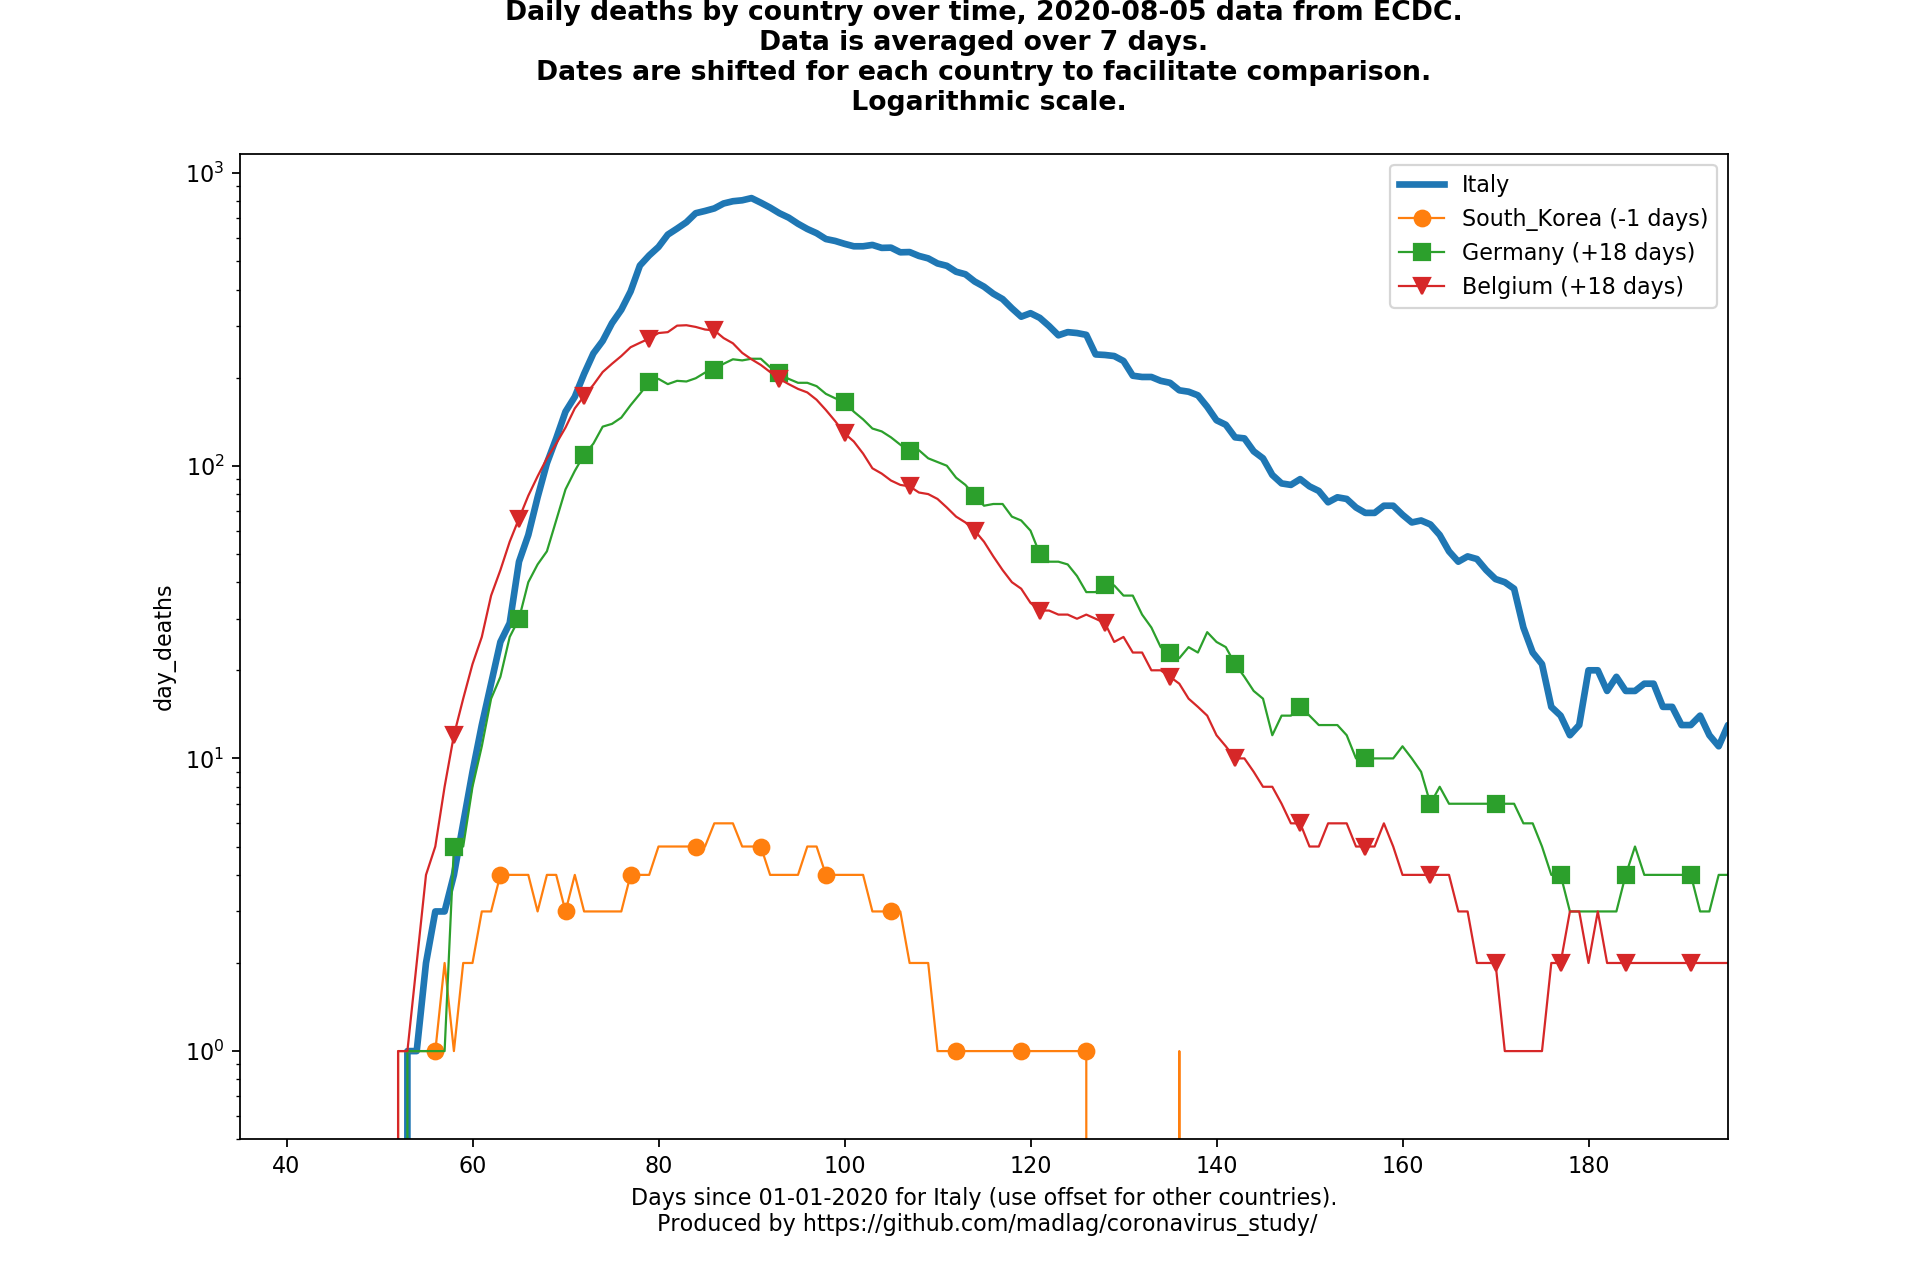 Daily deaths by country over time, 2020-08-05 data from ECDC.
Data is averaged over 7 days.
Dates are shifted for each country to facilitate comparison.
Logarithmic scale.
10³
10²
10¹
10⁰
day_deaths
Italy
South_Korea (-1 days)
Germany (+18 days)
Belgium (+18 days)
40 60 80 100 120 140 160 180
Days since 01-01-2020 for Italy (use offset for other countries).
Produced by https://github.com/madlag/coronavirus_study/